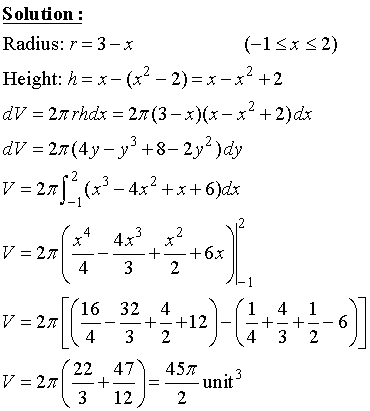 Solution :
Radius: r = 3 − x (−1 ≤ x ≤ 2)
Height: h = x − (x² − 2) = x − x² + 2
dV = 2πrhdx = 2π(3 − x)(x − x² + 2)dx
dV = 2π(4y − y³ + 8 − 2y²)dy
V = 2π∫₋₁²(x³ − 4x² + x + 6)dx
V = 2π(x⁴/4 − 4x³/3 + x²/2 + 6x)|₋₁²
V = 2π[(16/4 − 32/3 + 4/2 + 12) − (1/4 + 4/3 + 1/2 − 6)]
V = 2π(22/3 + 47/12) = 45π/2 unit³